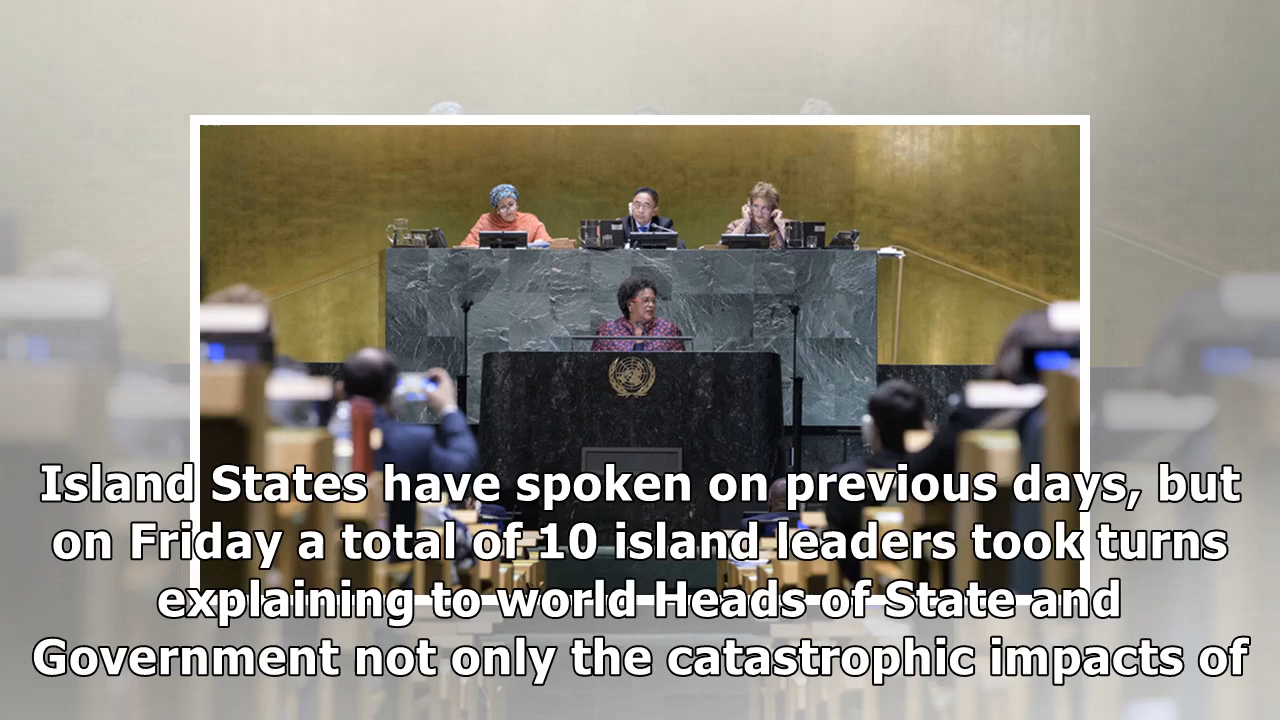 Island States have spoken on previous days, but
on Friday a total of 10 island leaders took turns
explaining to world Heads of State and
Government not only the catastrophic impacts of